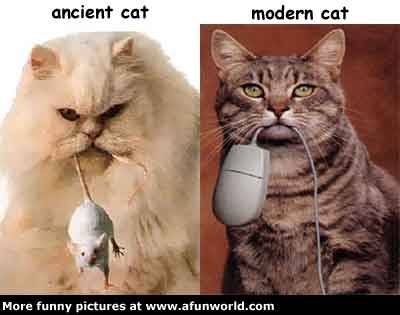 ancient cat
modern cat
More funny pictures at www.afunworld.com